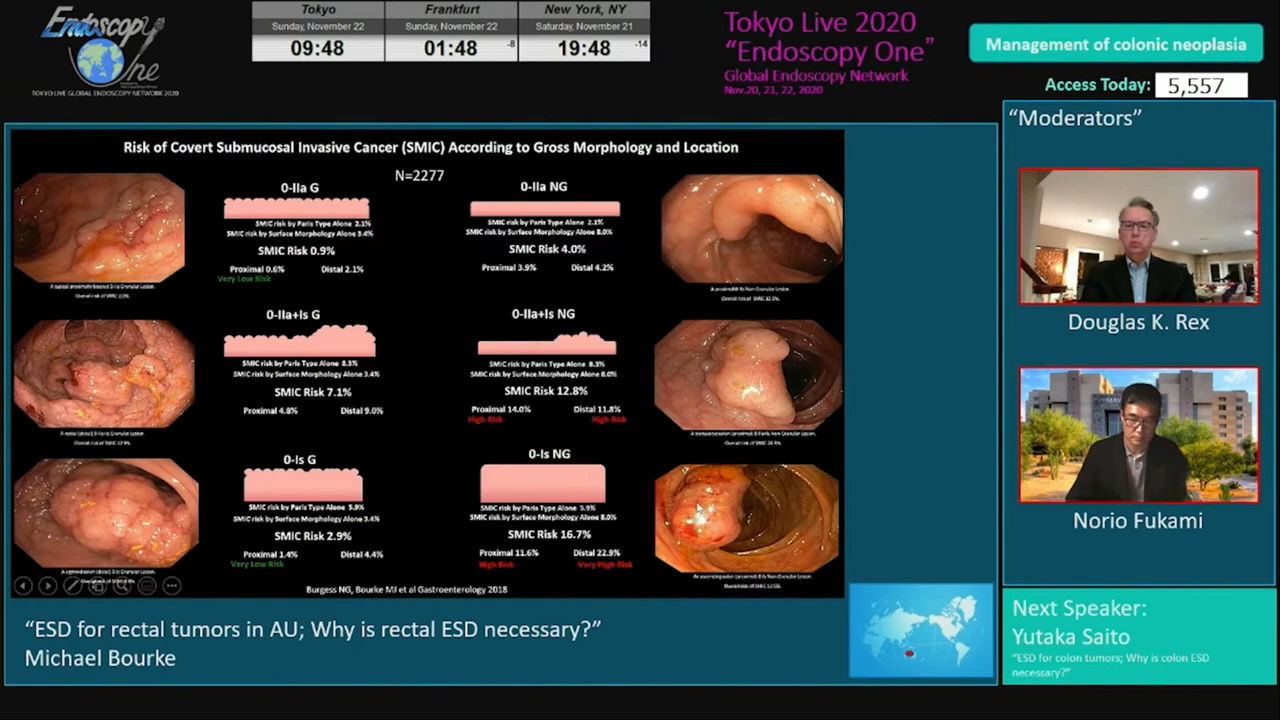 Endoscopy
One
TOKYO LIVE GLOBAL ENDOSCOPY NETWORK 2020
Tokyo
Sunday, November 22
09:48
Frankfurt
Sunday, November 22
01:48
-8
New York, NY
Saturday, November 21
19:48
-14
Tokyo Live 2020
“Endoscopy One”
Global Endoscopy Network
Nov.20, 21, 22, 2020
Management of colonic neoplasia
Access Today: 5,557
Risk of Covert Submucosal Invasive Cancer (SMIC) According to Gross Morphology and Location
N=2277
0-IIa G
SMIC risk by Paris Type Alone 2.1%
SMIC risk by Surface Morphology Alone 3.4%
SMIC Risk 0.9%
Proximal 0.6% Distal 2.1%
Very Low Risk
0-IIa NG
SMIC risk by Paris Type Alone 2.1%
SMIC risk by Surface Morphology Alone 8.0%
SMIC Risk 4.0%
Proximal 3.9% Distal 4.2%
0-IIa+Is G
SMIC risk by Paris Type Alone 8.3%
SMIC risk by Surface Morphology Alone 3.4%
SMIC Risk 7.1%
Proximal 4.8% Distal 9.0%
0-IIa+Is NG
SMIC risk by Paris Type Alone 8.3%
SMIC risk by Surface Morphology Alone 8.0%
SMIC Risk 12.8%
Proximal 14.0% Distal 11.8%
High Risk High Risk
0-Is G
SMIC risk by Paris Type Alone 5.9%
SMIC risk by Surface Morphology Alone 3.4%
SMIC Risk 2.9%
Proximal 1.4% Distal 4.4%
Very Low Risk
0-Is NG
SMIC risk by Paris Type Alone 5.9%
SMIC risk by Surface Morphology Alone 8.0%
SMIC Risk 16.7%
Proximal 11.6% Distal 22.9%
High Risk Very High Risk
Burgess NG, Bourke MJ et al Gastroenterology 2018
“ESD for rectal tumors in AU; Why is rectal ESD necessary?”
Michael Bourke
“Moderators”
Douglas K. Rex
Norio Fukami
Next Speaker:
Yutaka Saito
“ESD for colon tumors; Why is colon ESD
necessary?”